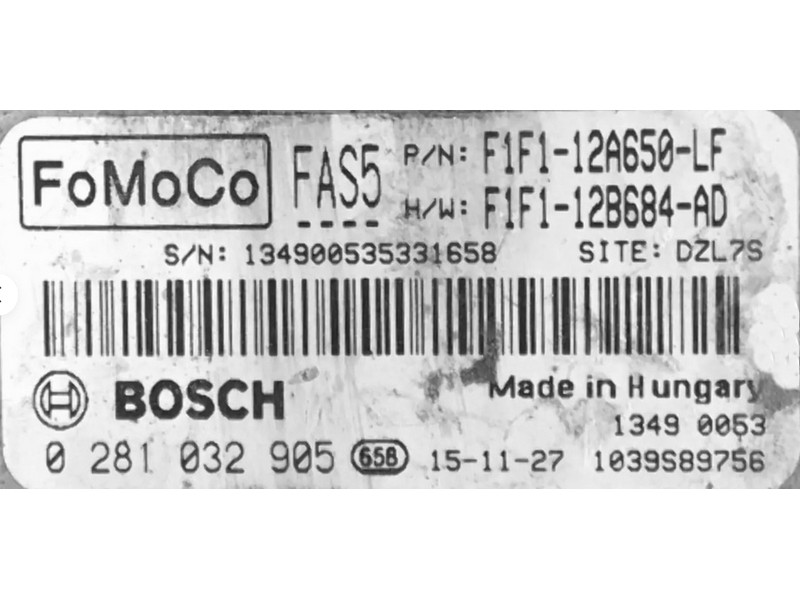 FoMoCo FAS5 P/N: F1F1-12A650-LF
---- H/W: F1F1-12B684-AD
S/N: 134900535331658 SITE: DZL7S
BOSCH Made in Hungary
1349 0053
0 281 032 905 658 15-11-27 1039S89756